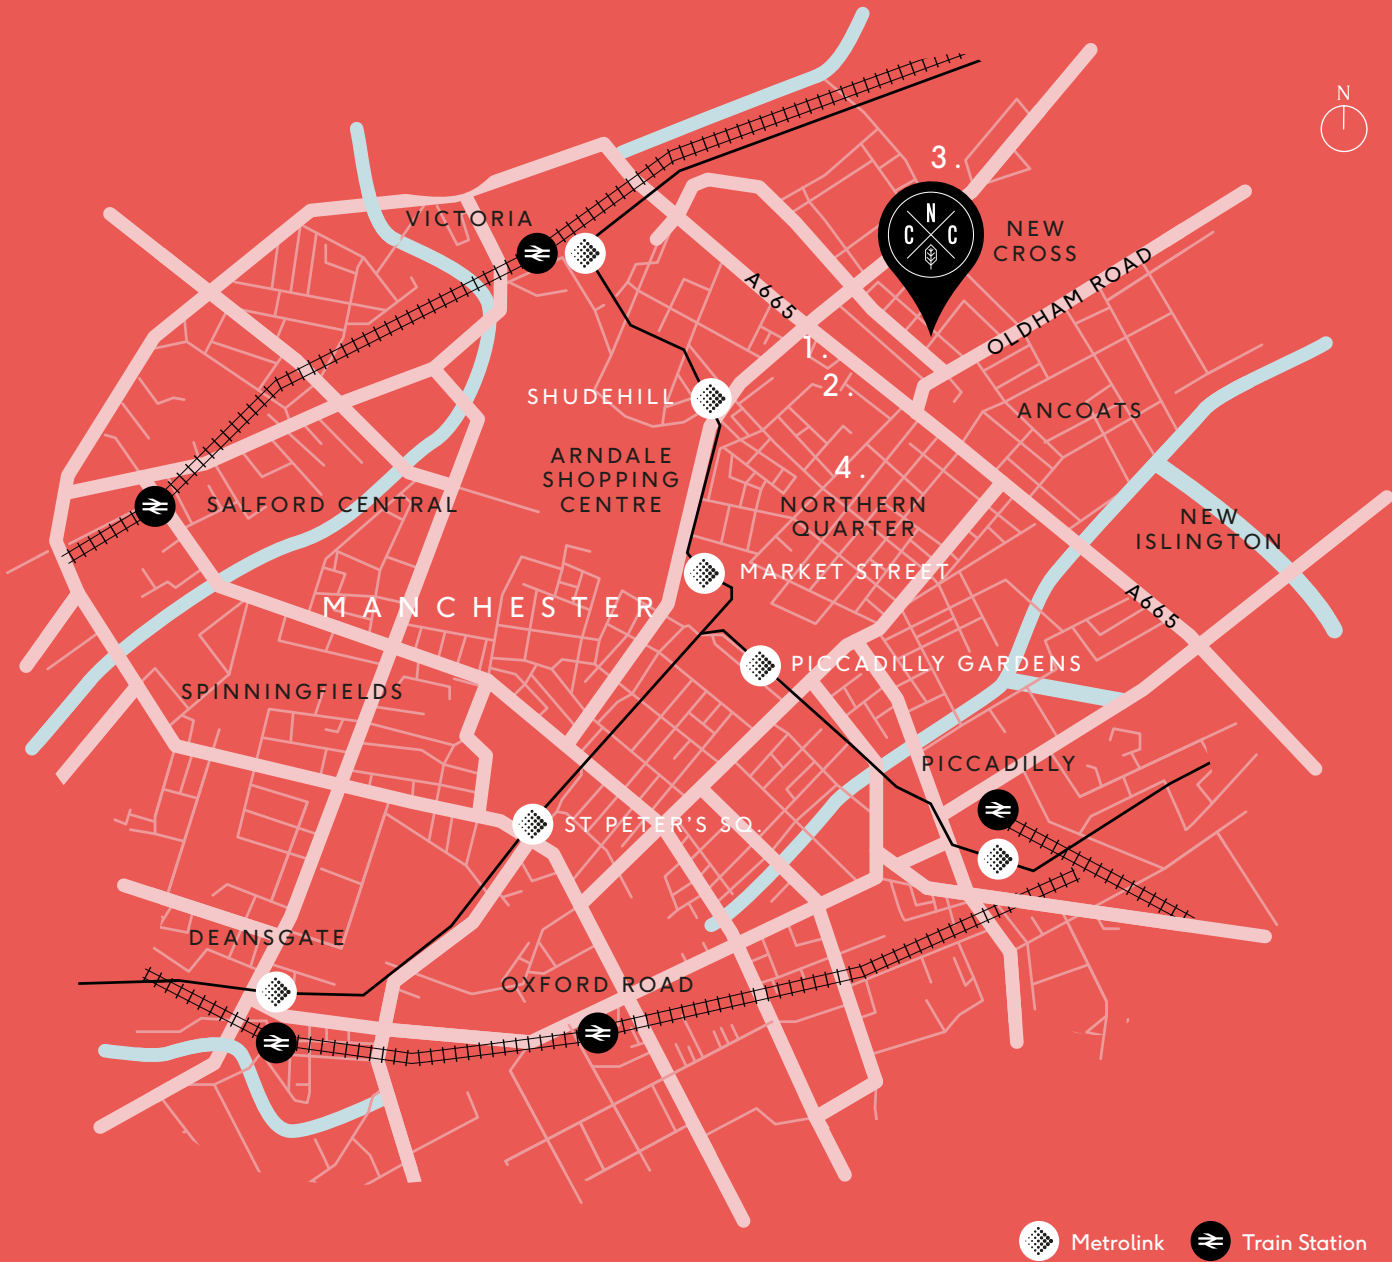 N
3.
VICTORIA
N
C C
NEW
CROSS
A665
OLDHAM ROAD
1.
2.
SHUDEHILL
ANCOATS
ARNDALE
SHOPPING
CENTRE
4.
SALFORD CENTRAL
NORTHERN
QUARTER
NEW
ISLINGTON
MARKET STREET
MANCHESTER
A665
PICCADILLY GARDENS
SPINNINGFIELDS
PICCADILLY
ST PETER'S SQ.
DEANSGATE
OXFORD ROAD
Metrolink
Train Station